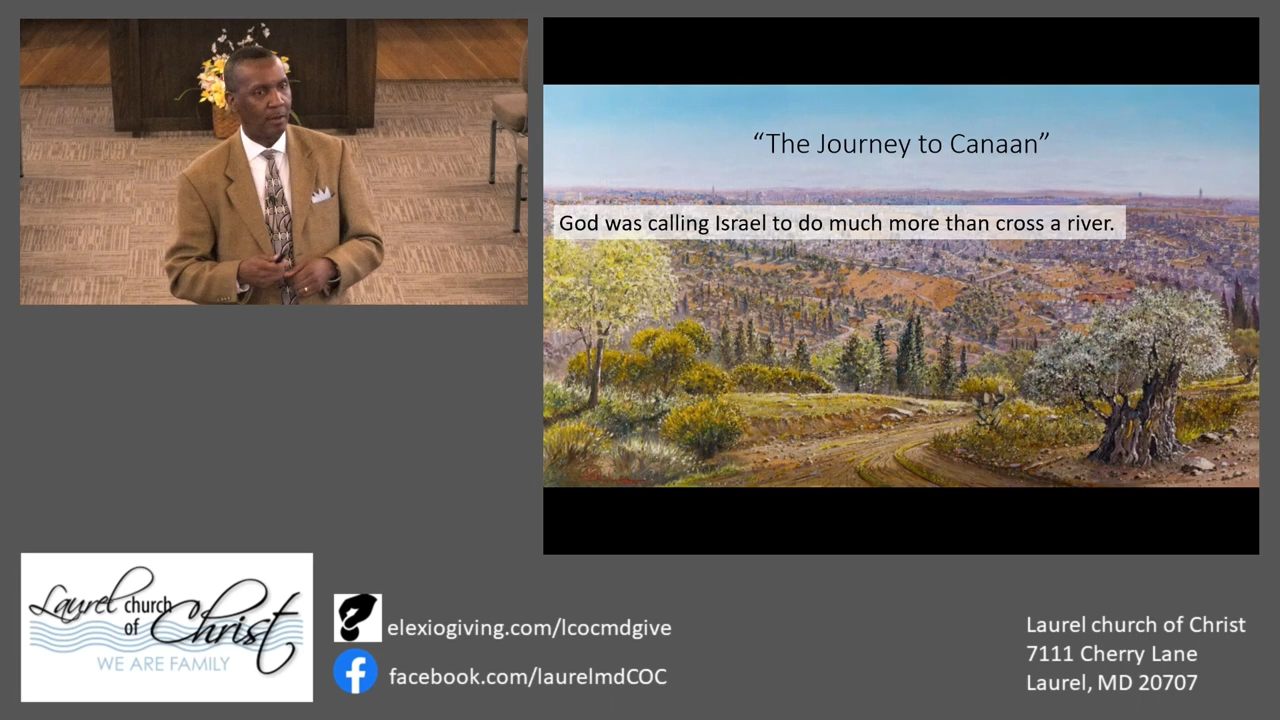 “The Journey to Canaan”
God was calling Israel to do much more than cross a river.
Laurel church
of Christ
WE ARE FAMILY
elexiogiving.com/lcocmdgive
facebook.com/laurelmdCOC
Laurel church of Christ
7111 Cherry Lane
Laurel, MD 20707